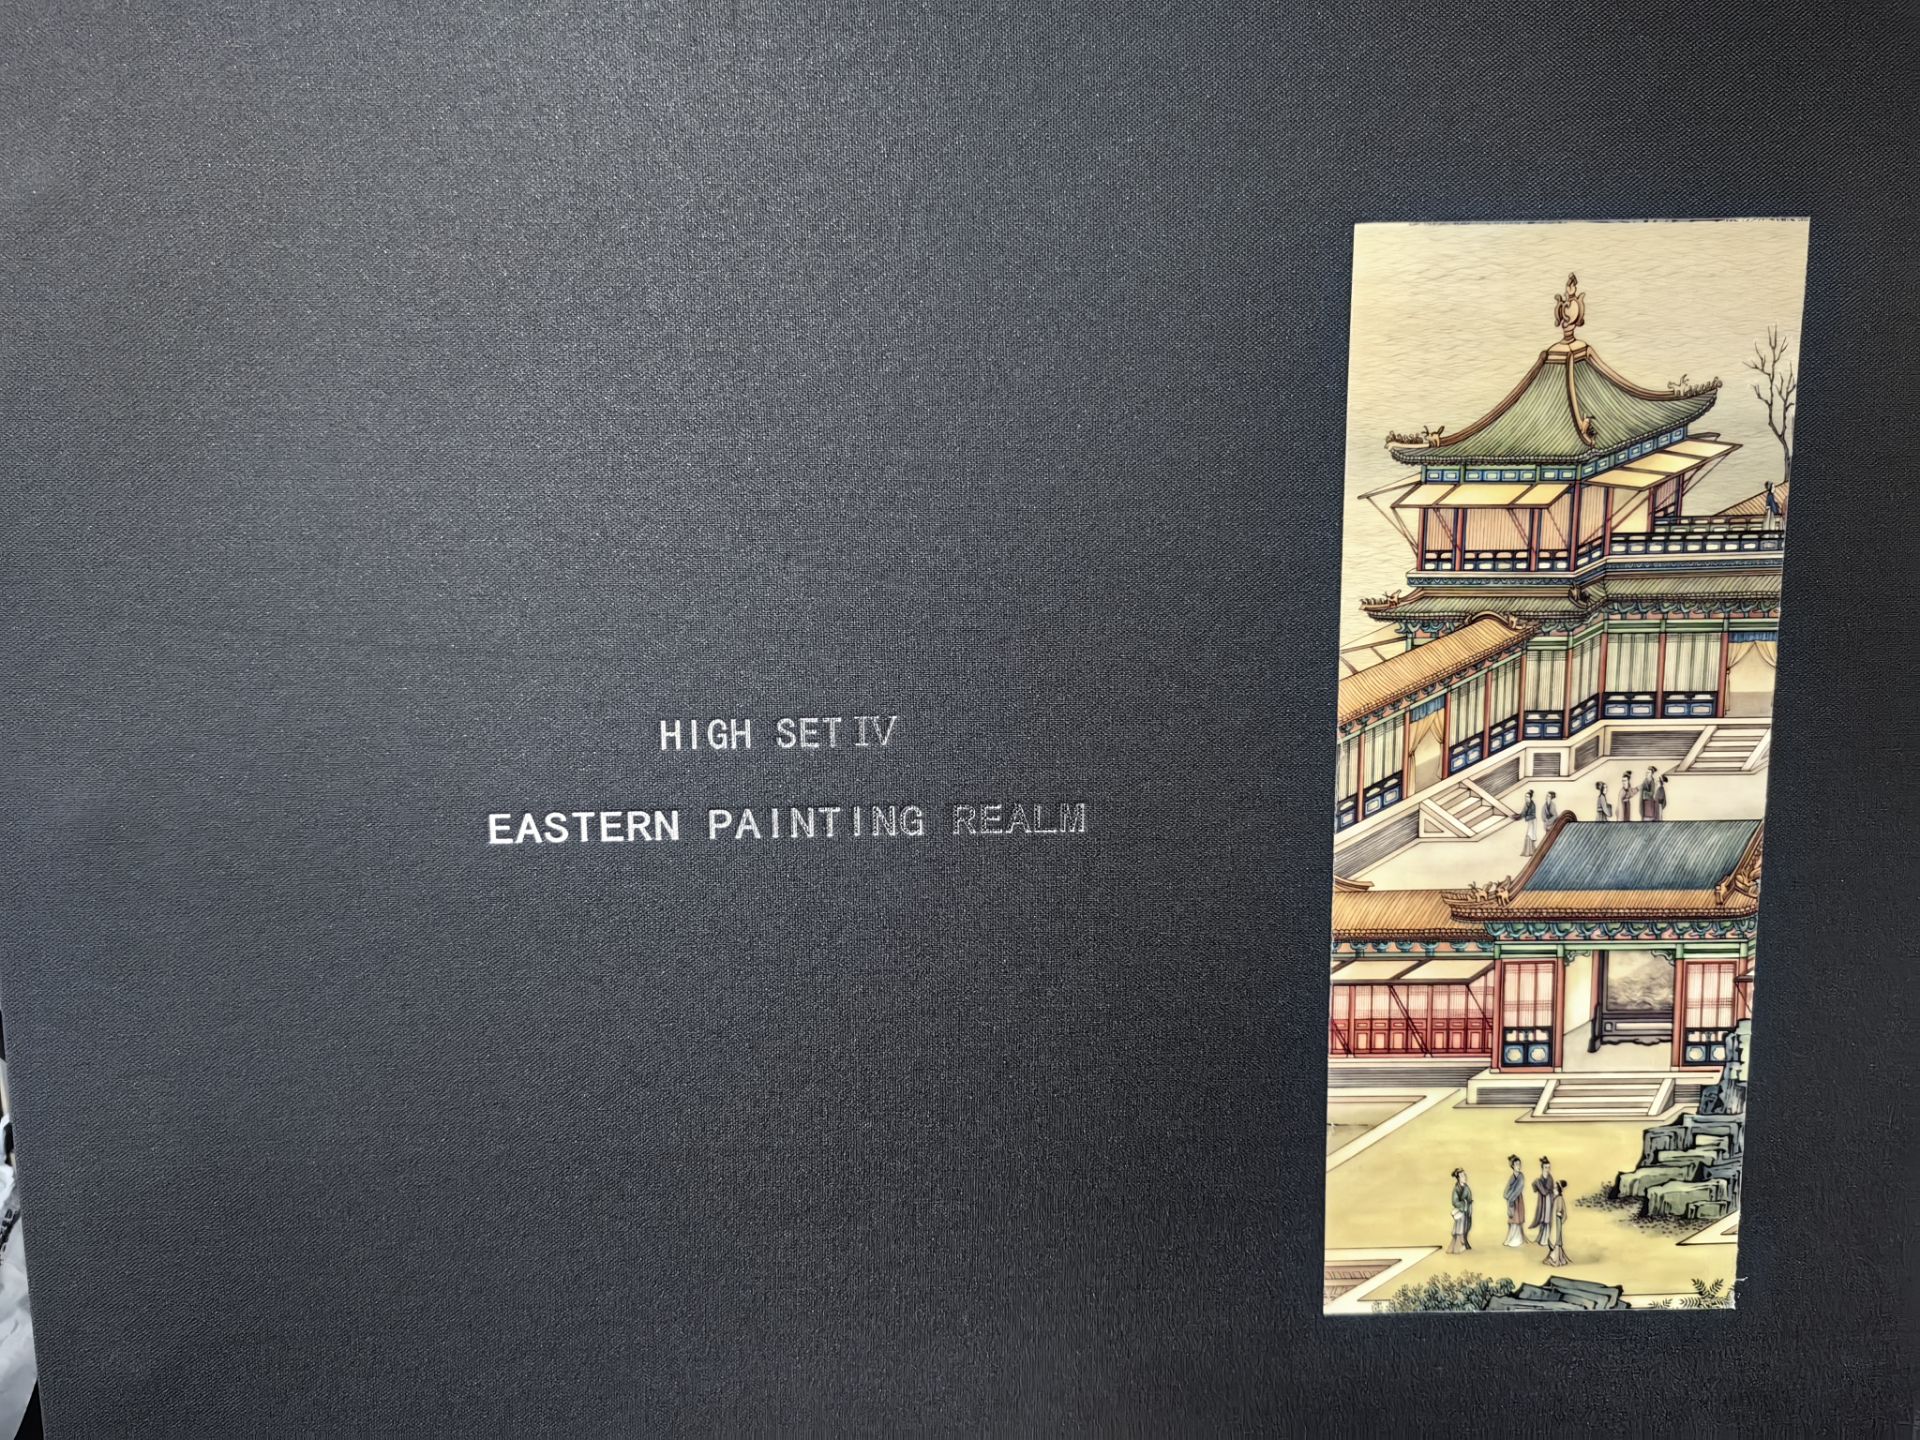 HIGH SET Ⅳ
EASTERN PAINTING REALM